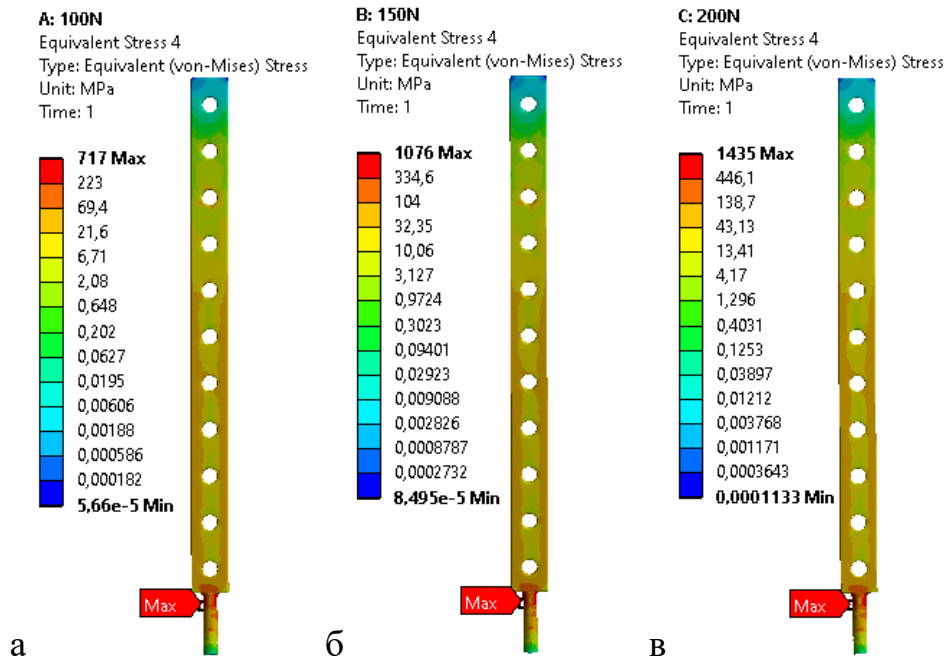 A: 100N
Equivalent Stress 4
Type: Equivalent (von-Mises) Stress
Unit: MPa
Time: 1
717 Max
223
69,4
21,6
6,71
2,08
0,648
0,202
0,0627
0,0195
0,00606
0,00188
0,000586
0,000182
5,66e-5 Min
Max
а
B: 150N
Equivalent Stress 4
Type: Equivalent (von-Mises) Stress
Unit: MPa
Time: 1
1076 Max
334,6
104
32,35
10,06
3,127
0,9724
0,3023
0,09401
0,02923
0,009088
0,002826
0,0008787
0,0002732
8,495e-5 Min
Max
б
C: 200N
Equivalent Stress 4
Type: Equivalent (von-Mises) Stress
Unit: MPa
Time: 1
1435 Max
446,1
138,7
43,13
13,41
4,17
1,296
0,4031
0,1253
0,03897
0,01212
0,003768
0,001171
0,0003643
0,0001133 Min
Max
в